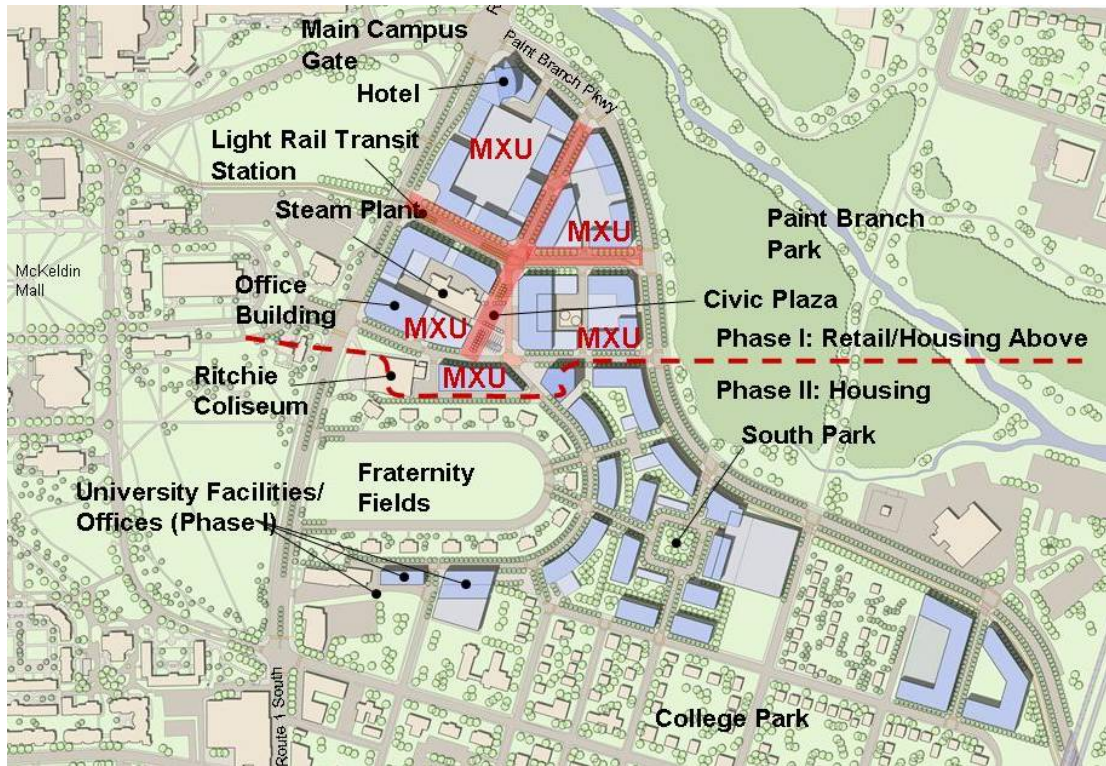 Main Campus
Gate
Paint Branch Pkwy
Hotel
MXU
Light Rail Transit
Station
Steam Plant
MXU
Paint Branch
Park
McKeldin
Mall
Office
Building
MXU
Civic Plaza
MXU
Phase I: Retail/Housing Above
Ritchie
Coliseum
MXU
Phase II: Housing
South Park
Fraternity
Fields
University Facilities/
Offices (Phase I)
College Park
Route 1 South